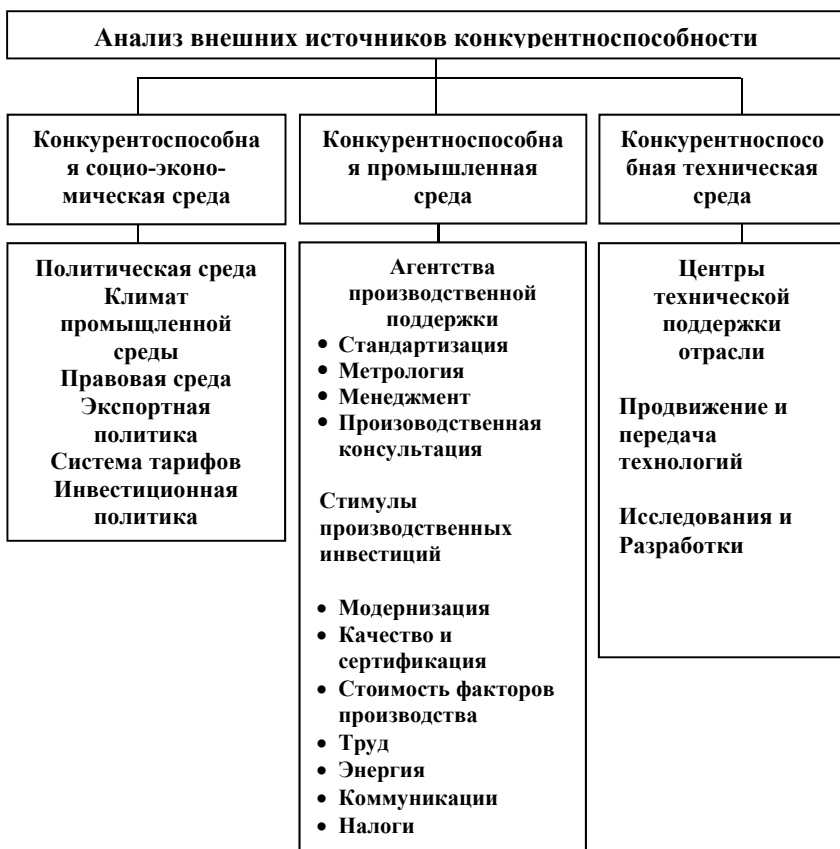 Анализ внешних источников конкурентноспособности
Конкурентоспособна
я социо-эконо-
мическая среда
Конкурентноспособна
я промышленная
среда
Конкурентноспосо
бная техническая
среда
Политическая среда
Климат
промыщленной
среды
Правовая среда
Экспортная
политика
Система тарифов
Инвестиционная
политика
Агентства
производственной
поддержки
• Стандартизация
• Метрология
• Менеджмент
• Произоводственная
консультация
Стимулы
производственных
инвестиций
• Модернизация
• Качество и
сертификация
• Стоимость факторов
производства
• Труд
• Энергия
• Коммуникации
• Налоги
Центры
технической
поддержки
отрасли
Продвижение и
передача
технологий
Исследования и
Разработки